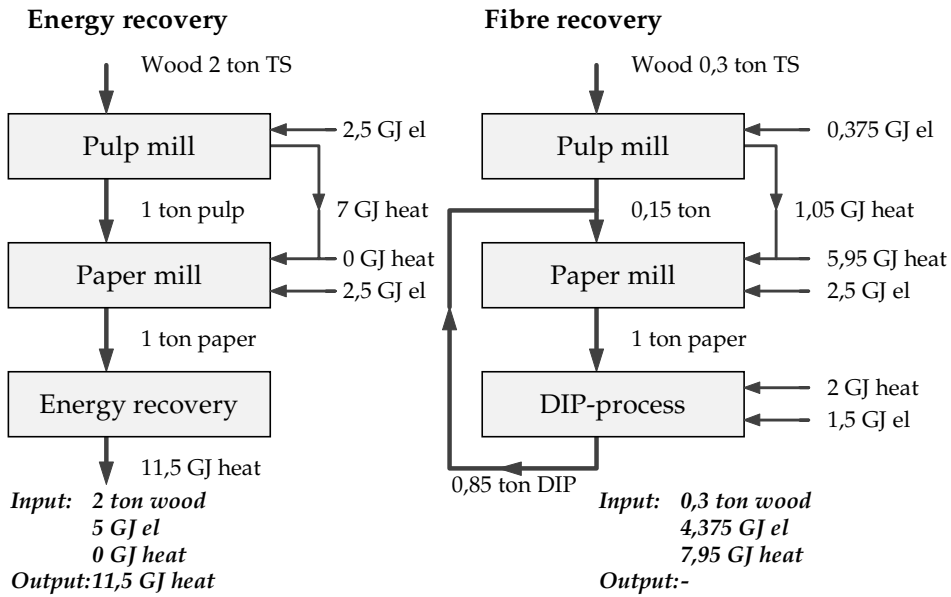 Energy recovery
Wood 2 ton TS
Pulp mill
2,5 GJ el
1 ton pulp
7 GJ heat
Paper mill
0 GJ heat
2,5 GJ el
1 ton paper
Energy recovery
11,5 GJ heat
Input: 2 ton wood
5 GJ el
0 GJ heat
Output:11,5 GJ heat
Fibre recovery
Wood 0,3 ton TS
Pulp mill
0,375 GJ el
0,15 ton
1,05 GJ heat
Paper mill
5,95 GJ heat
2,5 GJ el
1 ton paper
DIP-process
2 GJ heat
1,5 GJ el
0,85 ton DIP
Input: 0,3 ton wood
4,375 GJ el
7,95 GJ heat
Output:-